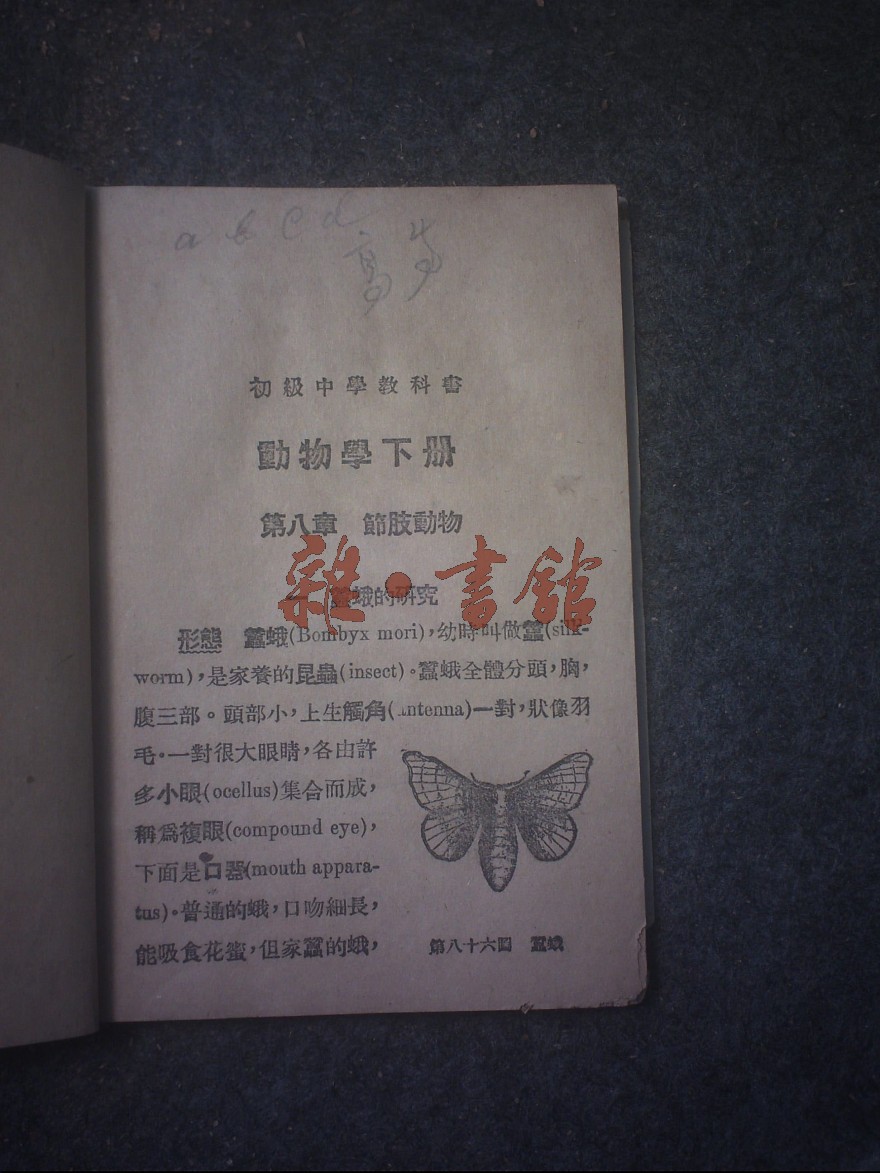 a b c d
初級中學教科書
動物學下册
第八章 節肢動物
雜·書館
一 蠶蛾的研究
形態 蠶蛾(Bombyx mori),幼時叫做蠶(silk-
worm),是家養的昆蟲(insect)。蠶蛾全體分頭,胸,
腹三部。頭部小,上生觸角(antenna)一對,狀像羽
毛。一對很大眼睛,各由許
多小眼(ocellus)集合而成,
稱爲複眼(compound eye),
下面是口器(mouth appara-
tus)。普通的蛾,口吻細長,
能吸食花蜜,但家蠶的蛾,
第八十六圖 蠶蛾